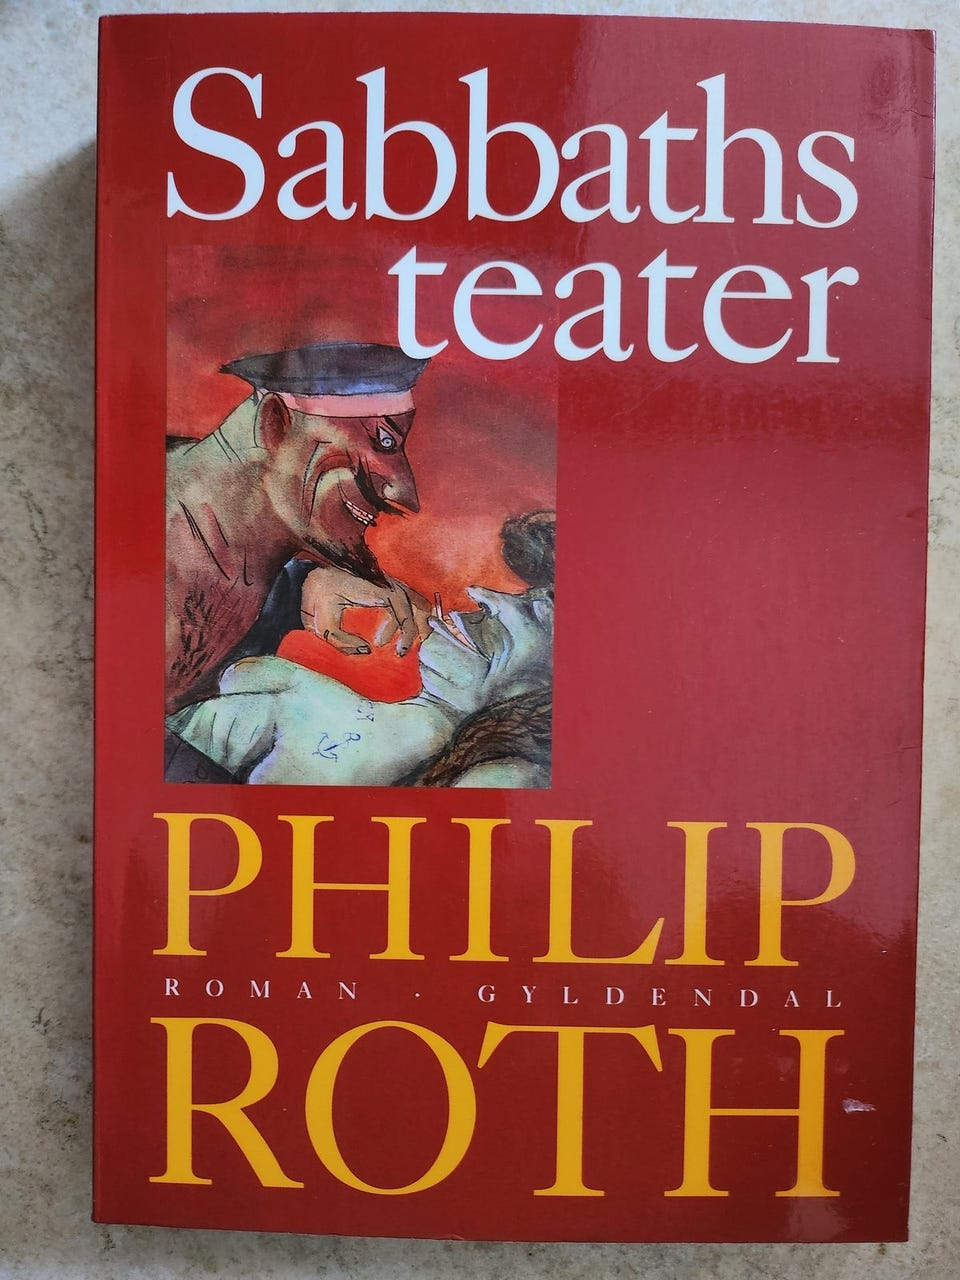 Sabbaths
teater
PHILIP
ROMAN · GYLDENDAL
ROTH